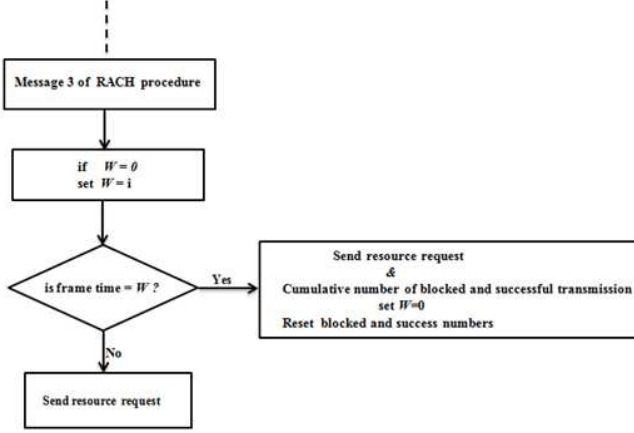 Message 3 of RACH procedure
if W = 0
set W = i
is frame time = W ?
Yes
Send resource request
&
Cumulative number of blocked and successful transmission
set W=0
Reset blocked and success numbers
No
Send resource request